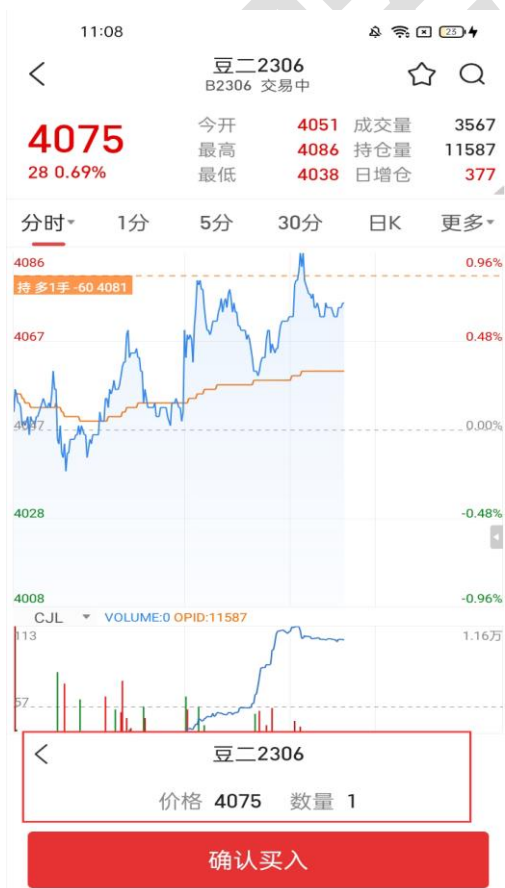 11:08
25
豆二2306
B2306 交易中
4075
28 0.69%
今开 4051 成交量 3567
最高 4086 持仓量 11587
最低 4038 日增仓 377
分时 1分 5分 30分 日K 更多
4086 0.96%
持 多1手 -60 4081
4067 0.48%
4047 0.00%
4028 -0.48%
4008 -0.96%
CJL VOLUME:0 OPID:11587
113 1.16万
57
豆二2306
价格 4075 数量 1
确认买入